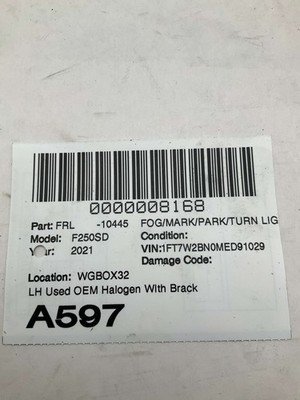 0000008168
Part: FRL -10445 FOG/MARK/PARK/TURN LIG
Model: F250SD Condition:
2021 VIN:1FT7W2BN0MED91029
Damage Code:
Location: WGBOX32
LH Used OEM Halogen With Brack
A597